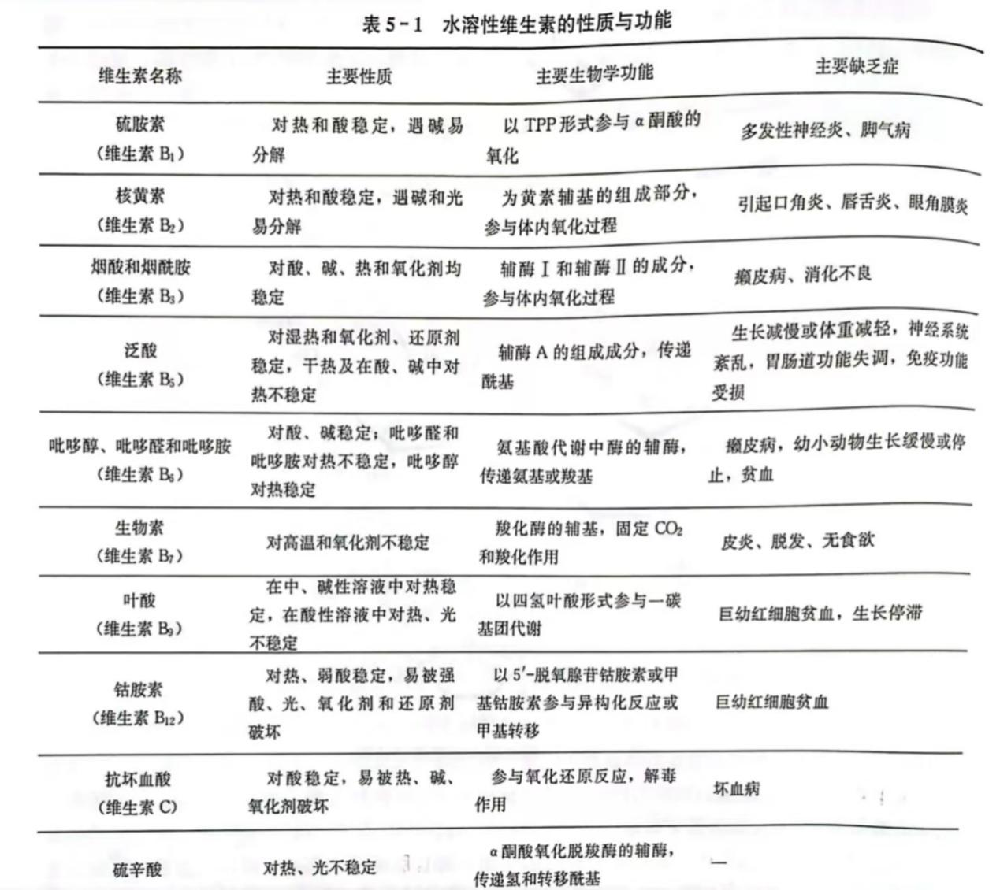 表 5-1 水溶性维生素的性质与功能
维生素名称 主要性质 主要生物学功能 主要缺乏症
硫胺素
（维生素 B₁）
对热和酸稳定，遇碱易
分解
以 TPP 形式参与 α 酮酸的
氧化
多发性神经炎、脚气病
核黄素
（维生素 B₂）
对热和酸稳定，遇碱和光
易分解
为黄素辅基的组成部分，
参与体内氧化过程
引起口角炎、唇舌炎、眼角膜炎
烟酸和烟酰胺
（维生素 B₃）
对酸、碱、热和氧化剂均
稳定
辅酶 Ⅰ 和辅酶 Ⅱ 的成分，
参与体内氧化过程
癞皮病、消化不良
泛酸
（维生素 B₅）
对湿热和氧化剂、还原剂
稳定，干热及在酸、碱中对
热不稳定
辅酶 A 的组成成分，传递
酰基
生长减慢或体重减轻，神经系统
紊乱，胃肠道功能失调，免疫功能
受损
吡哆醇、吡哆醛和吡哆胺
（维生素 B₆）
对酸、碱稳定；吡哆醛和
吡哆胺对热不稳定，吡哆醇
对热稳定
氨基酸代谢中酶的辅酶，
传递氨基或羧基
癞皮病，幼小动物生长缓慢或停
止，贫血
生物素
（维生素 B₇）
对高温和氧化剂不稳定
羧化酶的辅基，固定 CO₂
和羧化作用
皮炎、脱发、无食欲
叶酸
（维生素 B₉）
在中、碱性溶液中对热稳
定，在酸性溶液中对热、光
不稳定
以四氢叶酸形式参与一碳
基团代谢
巨幼红细胞贫血，生长停滞
钴胺素
（维生素 B₁₂）
对热、弱酸稳定，易被强
酸、光、氧化剂和还原剂
破坏
以 5′-脱氧腺苷钴胺素或甲
基钴胺素参与异构化反应或
甲基转移
巨幼红细胞贫血
抗坏血酸
（维生素 C）
对酸稳定，易被热、碱、
氧化剂破坏
参与氧化还原反应，解毒
作用
坏血病
硫辛酸
对热、光不稳定
α 酮酸氧化脱羧酶的辅酶，
传递氢和转移酰基
—